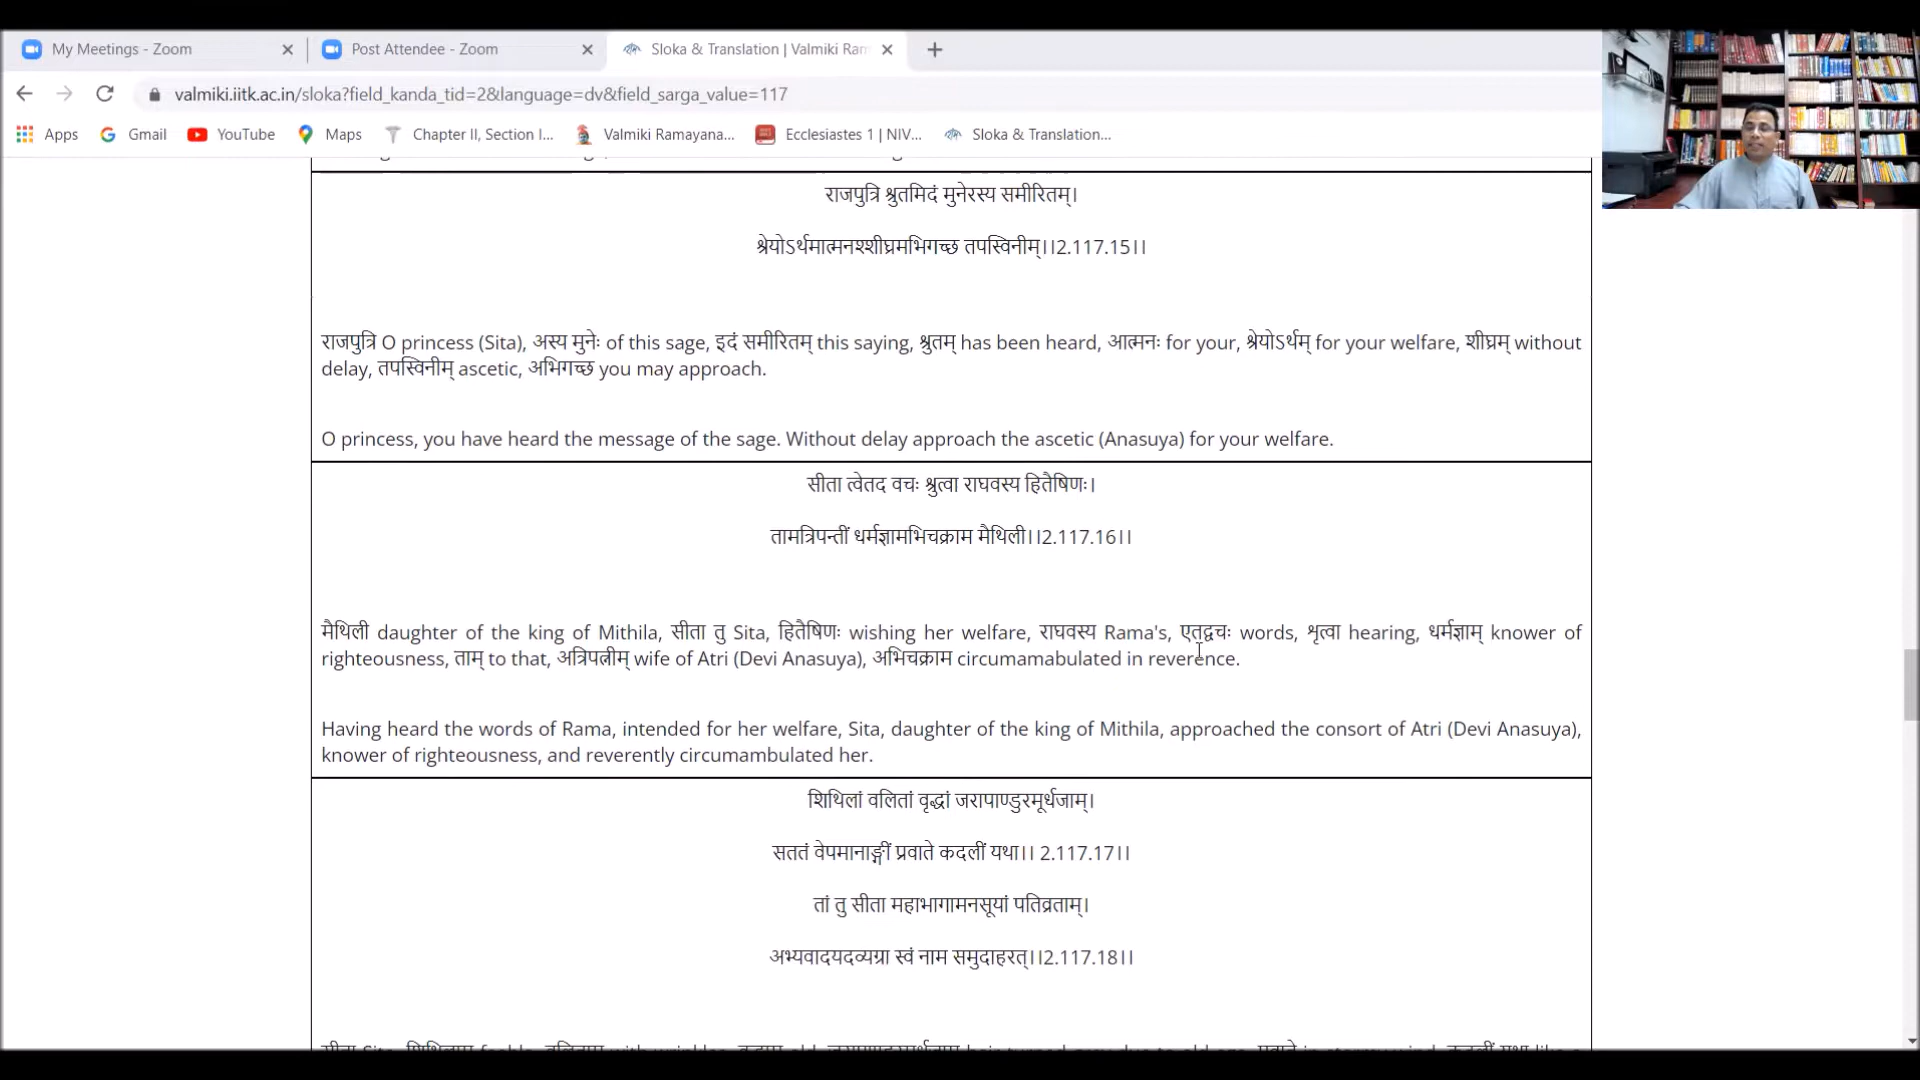 My Meetings - Zoom
Post Attendee - Zoom
Sloka & Translation | Valmiki Ram
valmiki.iitk.ac.in/sloka?field_kanda_tid=2&language=dv&field_sarga_value=117
Apps Gmail YouTube Maps Chapter II, Section I... Valmiki Ramayana... Ecclesiastes 1 | NIV... Sloka & Translation...
राजपुत्रि श्रुतमिदं मुनेरस्य समीरितम्।
श्रेयोऽर्थमात्मनश्शीघ्रमभिगच्छ तपस्विनीम्।।2.117.15।।
राजपुत्रि O princess (Sita), अस्य मुनेः of this sage, इदं समीरितम् this saying, श्रुतम् has been heard, आत्मनः for your, श्रेयोऽर्थम् for your welfare, शीघ्रम् without
delay, तपस्विनीम् ascetic, अभिगच्छ you may approach.
O princess, you have heard the message of the sage. Without delay approach the ascetic (Anasuya) for your welfare.
सीता त्वेतद वचः श्रुत्वा राघवस्य हितैषिणः।
तामत्रिपन्तीं धर्मज्ञामभिचक्राम मैथिली।।2.117.16।।
मैथिली daughter of the king of Mithila, सीता तु Sita, हितैषिणः wishing her welfare, राघवस्य Rama's, एतद्वचः words, शृत्वा hearing, धर्मज्ञाम् knower of
righteousness, ताम् to that, अत्रिपत्नीम् wife of Atri (Devi Anasuya), अभिचक्राम circumamabulated in reverence.
Having heard the words of Rama, intended for her welfare, Sita, daughter of the king of Mithila, approached the consort of Atri (Devi Anasuya),
knower of righteousness, and reverently circumambulated her.
शिथिलां वलितां वृद्धां जरापाण्डुरमूर्धजाम्।
सततं वेपमानाङ्गीं प्रवाते कदलीं यथा।। 2.117.17।।
तां तु सीता महाभागामनसूयां पतिव्रताम्।
अभ्यवादयदव्यग्रा स्वं नाम समुदाहरत्।।2.117.18।।